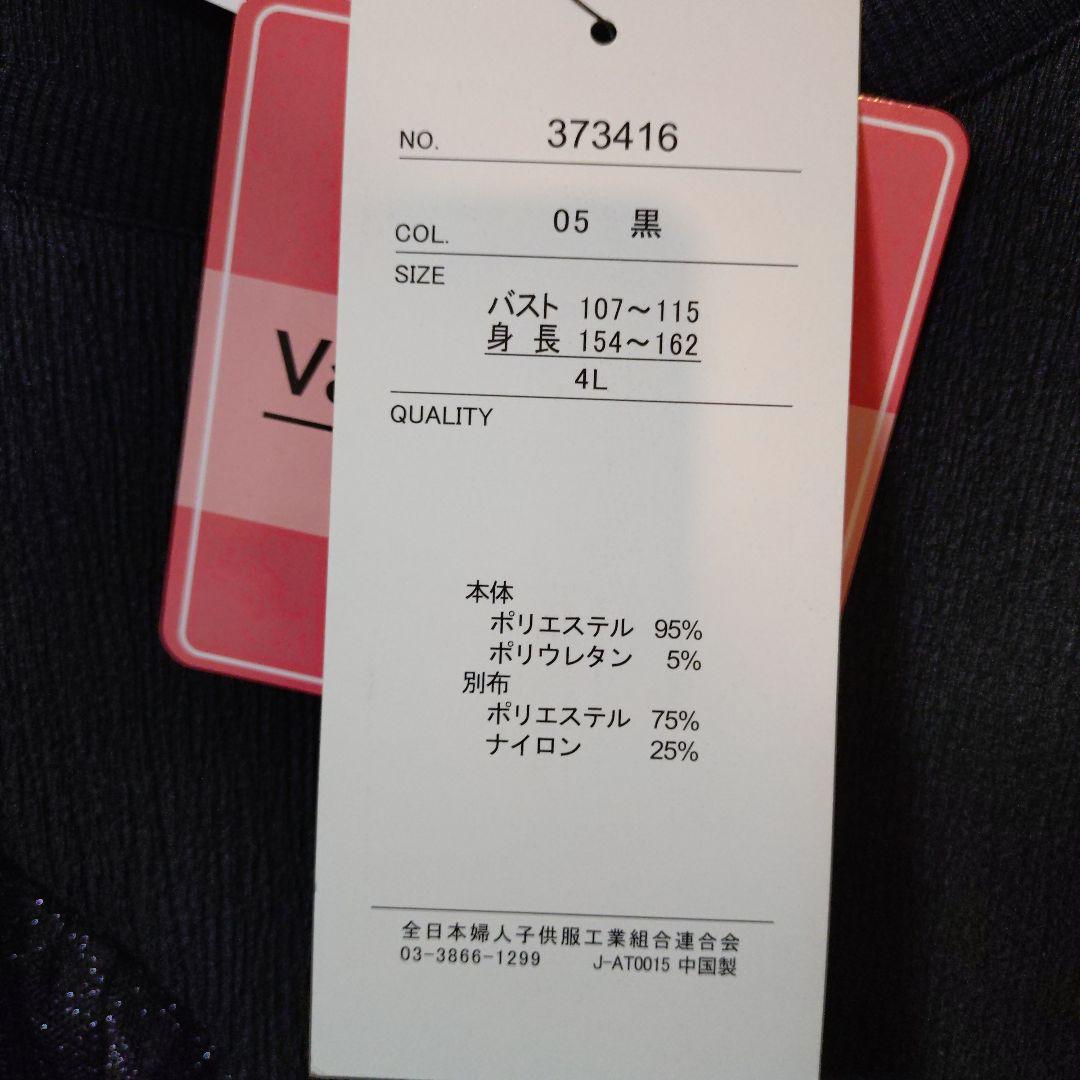 NO. 373416
COL. 05 黒
SIZE
バスト 107～115
身 長 154～162
4L
QUALITY
本体
ポリエステル 95%
ポリウレタン 5%
別布
ポリエステル 75%
ナイロン 25%
全日本婦人子供服工業組合連合会
03-3866-1299 J-AT0015 中国製